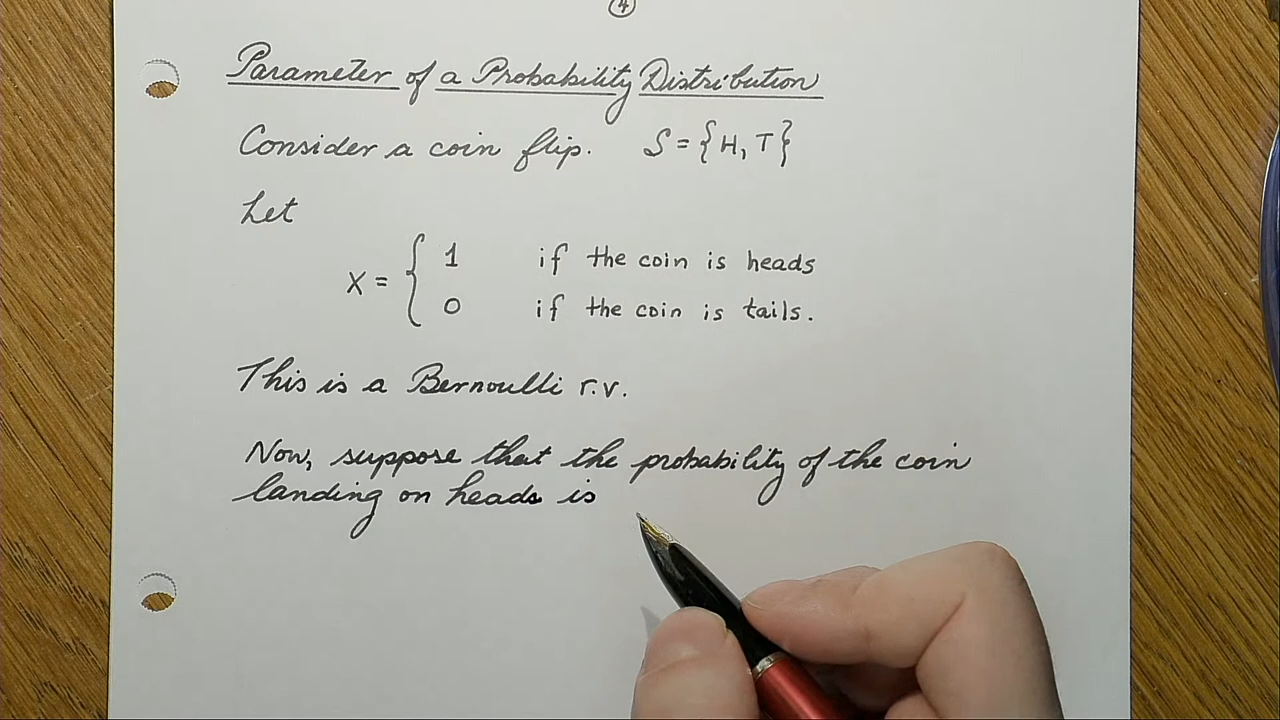 4
Parameter of a Probability Distribution
Consider a coin flip. S = {H, T}
Let
X = { 1 if the coin is heads
0 if the coin is tails.
This is a Bernoulli r.v.
Now, suppose that the probability of the coin
landing on heads is